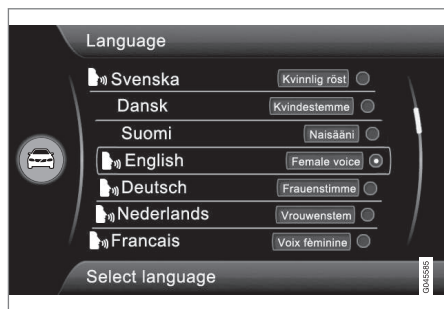 Language
Svenska Kvinnlig röst
Dansk Kvindestemme
Suomi Naisääni
English Female voice
Deutsch Frauenstimme
Nederlands Vrouwenstem
Francais Voix fèminine
Select language
G045585